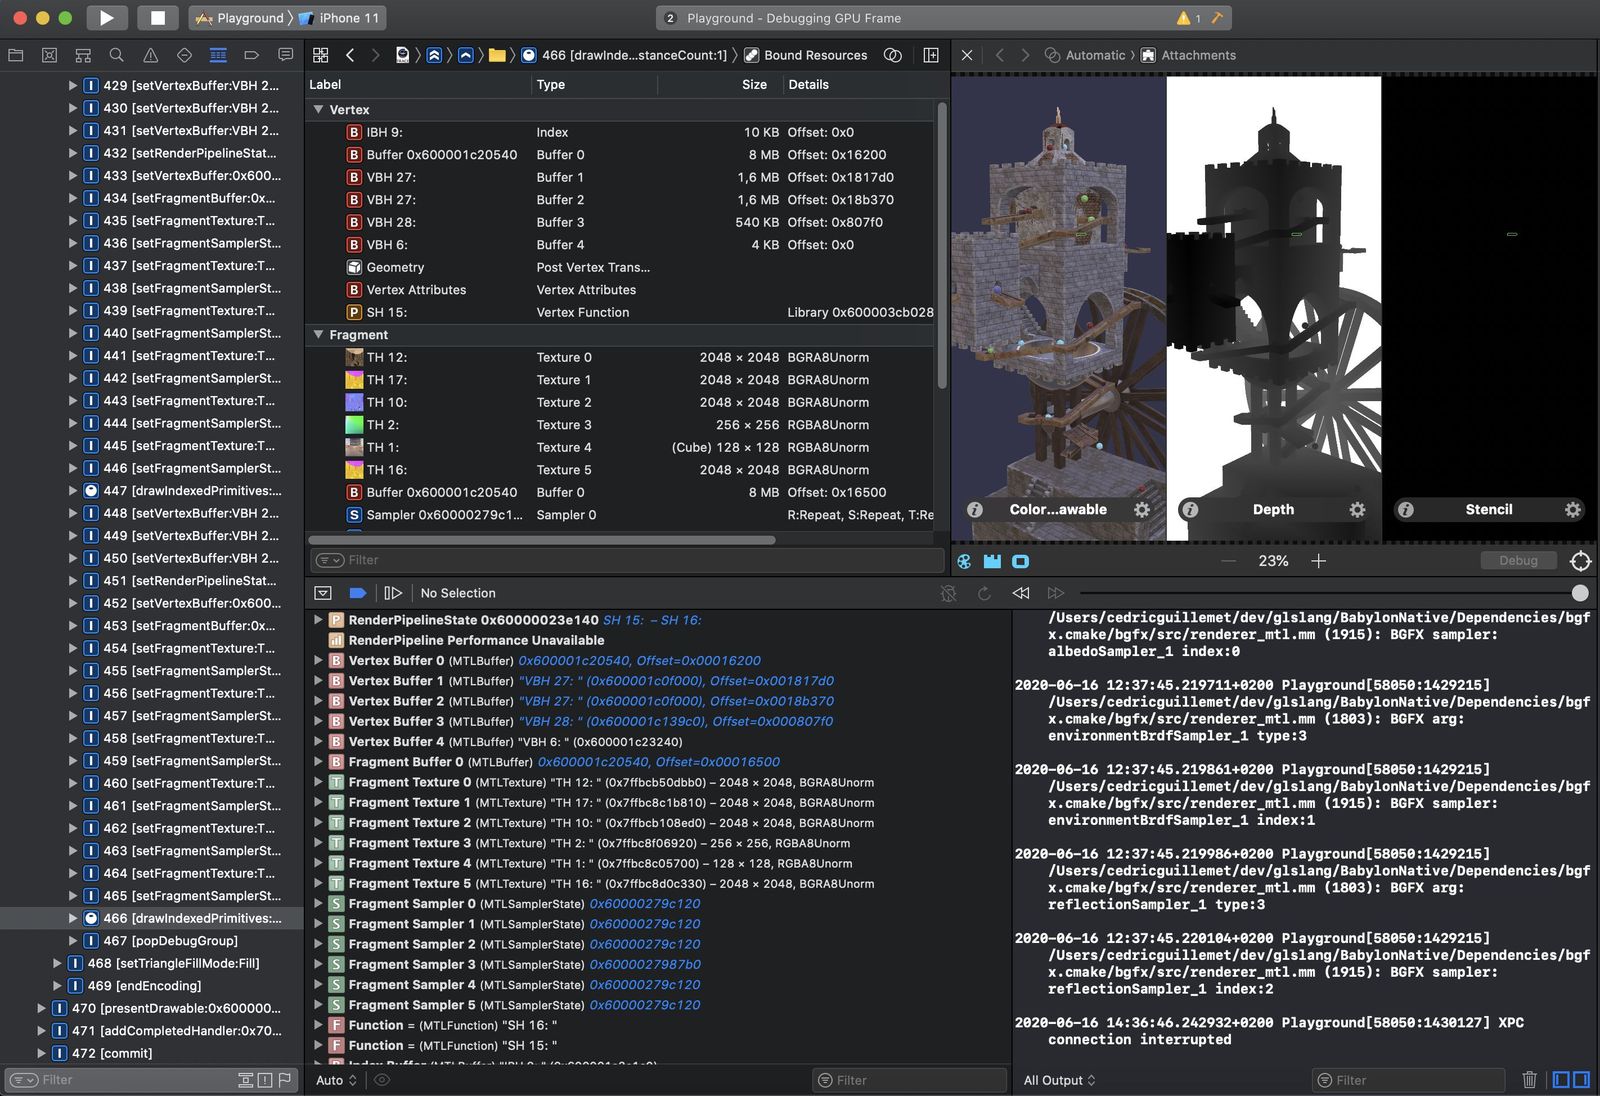 Playground 〉 iPhone 11
2 Playground - Debugging GPU Frame
1
429 [setVertexBuffer:VBH 2...
430 [setVertexBuffer:VBH 2...
431 [setVertexBuffer:VBH 2...
432 [setRenderPipelineStat...
433 [setVertexBuffer:0x600...
434 [setFragmentBuffer:0x...
435 [setFragmentTexture:T...
436 [setFragmentSamplerSt...
437 [setFragmentTexture:T...
438 [setFragmentSamplerSt...
439 [setFragmentTexture:T...
440 [setFragmentSamplerSt...
441 [setFragmentTexture:T...
442 [setFragmentSamplerSt...
443 [setFragmentTexture:T...
444 [setFragmentSamplerSt...
445 [setFragmentTexture:T...
446 [setFragmentSamplerSt...
447 [drawIndexedPrimitives:...
448 [setVertexBuffer:VBH 2...
449 [setVertexBuffer:VBH 2...
450 [setVertexBuffer:VBH 2...
451 [setRenderPipelineStat...
452 [setVertexBuffer:0x600...
453 [setFragmentBuffer:0x...
454 [setFragmentTexture:T...
455 [setFragmentSamplerSt...
456 [setFragmentTexture:T...
457 [setFragmentSamplerSt...
458 [setFragmentTexture:T...
459 [setFragmentSamplerSt...
460 [setFragmentTexture:T...
461 [setFragmentSamplerSt...
462 [setFragmentTexture:T...
463 [setFragmentSamplerSt...
464 [setFragmentTexture:T...
465 [setFragmentSamplerSt...
466 [drawIndexedPrimitives:...
467 [popDebugGroup]
468 [setTriangleFillMode:Fill]
469 [endEncoding]
470 [presentDrawable:0x600000...
471 [addCompletedHandler:0x70...
472 [commit]
Filter
466 [drawInde...stanceCount:1] 〉 Bound Resources
Label Type Size Details
Vertex
IBH 9: Index 10 KB Offset: 0x0
Buffer 0x600001c20540 Buffer 0 8 MB Offset: 0x16200
VBH 27: Buffer 1 1,6 MB Offset: 0x1817d0
VBH 27: Buffer 2 1,6 MB Offset: 0x18b370
VBH 28: Buffer 3 540 KB Offset: 0x807f0
VBH 6: Buffer 4 4 KB Offset: 0x0
Geometry Post Vertex Trans...
Vertex Attributes Vertex Attributes
SH 15: Vertex Function Library 0x600003cb028
Fragment
TH 12: Texture 0 2048 × 2048 BGRA8Unorm
TH 17: Texture 1 2048 × 2048 BGRA8Unorm
TH 10: Texture 2 2048 × 2048 BGRA8Unorm
TH 2: Texture 3 256 × 256 RGBA8Unorm
TH 1: Texture 4 (Cube) 128 × 128 RGBA8Unorm
TH 16: Texture 5 2048 × 2048 BGRA8Unorm
Buffer 0x600001c20540 Buffer 0 8 MB Offset: 0x16500
Sampler 0x60000279c1... Sampler 0 R:Repeat, S:Repeat, T:Re
Filter
Automatic 〉 Attachments
Color...awable
Depth
Stencil
23%
Debug
No Selection
RenderPipelineState 0x60000023e140 SH 15: – SH 16:
RenderPipeline Performance Unavailable
Vertex Buffer 0 (MTLBuffer) 0x600001c20540, Offset=0x00016200
Vertex Buffer 1 (MTLBuffer) "VBH 27: " (0x600001c0f000), Offset=0x001817d0
Vertex Buffer 2 (MTLBuffer) "VBH 27: " (0x600001c0f000), Offset=0x0018b370
Vertex Buffer 3 (MTLBuffer) "VBH 28: " (0x600001c139c0), Offset=0x000807f0
Vertex Buffer 4 (MTLBuffer) "VBH 6: " (0x600001c23240)
Fragment Buffer 0 (MTLBuffer) 0x600001c20540, Offset=0x00016500
Fragment Texture 0 (MTLTexture) "TH 12: " (0x7ffbcb50dbb0) – 2048 × 2048, BGRA8Unorm
Fragment Texture 1 (MTLTexture) "TH 17: " (0x7ffbc8c1b810) – 2048 × 2048, BGRA8Unorm
Fragment Texture 2 (MTLTexture) "TH 10: " (0x7ffbcb108ed0) – 2048 × 2048, BGRA8Unorm
Fragment Texture 3 (MTLTexture) "TH 2: " (0x7ffbc8f06920) – 256 × 256, RGBA8Unorm
Fragment Texture 4 (MTLTexture) "TH 1: " (0x7ffbc8c05700) – 128 × 128, RGBA8Unorm
Fragment Texture 5 (MTLTexture) "TH 16: " (0x7ffbc8d0c330) – 2048 × 2048, BGRA8Unorm
Fragment Sampler 0 (MTLSamplerState) 0x60000279c120
Fragment Sampler 1 (MTLSamplerState) 0x60000279c120
Fragment Sampler 2 (MTLSamplerState) 0x60000279c120
Fragment Sampler 3 (MTLSamplerState) 0x6000027987b0
Fragment Sampler 4 (MTLSamplerState) 0x60000279c120
Fragment Sampler 5 (MTLSamplerState) 0x60000279c120
Function = (MTLFunction) "SH 16: "
Function = (MTLFunction) "SH 15: "
Auto
Filter
/Users/cedricguillemet/dev/glslang/BabylonNative/Dependencies/bgf
x.cmake/bgfx/src/renderer_mtl.mm (1915): BGFX sampler:
albedoSampler_1 index:0
2020-06-16 12:37:45.219711+0200 Playground[58050:1429215]
/Users/cedricguillemet/dev/glslang/BabylonNative/Dependencies/bgf
x.cmake/bgfx/src/renderer_mtl.mm (1803): BGFX arg:
environmentBrdfSampler_1 type:3
2020-06-16 12:37:45.219861+0200 Playground[58050:1429215]
/Users/cedricguillemet/dev/glslang/BabylonNative/Dependencies/bgf
x.cmake/bgfx/src/renderer_mtl.mm (1915): BGFX sampler:
environmentBrdfSampler_1 index:1
2020-06-16 12:37:45.219986+0200 Playground[58050:1429215]
/Users/cedricguillemet/dev/glslang/BabylonNative/Dependencies/bgf
x.cmake/bgfx/src/renderer_mtl.mm (1803): BGFX arg:
reflectionSampler_1 type:3
2020-06-16 12:37:45.220104+0200 Playground[58050:1429215]
/Users/cedricguillemet/dev/glslang/BabylonNative/Dependencies/bgf
x.cmake/bgfx/src/renderer_mtl.mm (1915): BGFX sampler:
reflectionSampler_1 index:2
2020-06-16 14:36:46.242932+0200 Playground[58050:1430127] XPC
connection interrupted
All Output
Filter